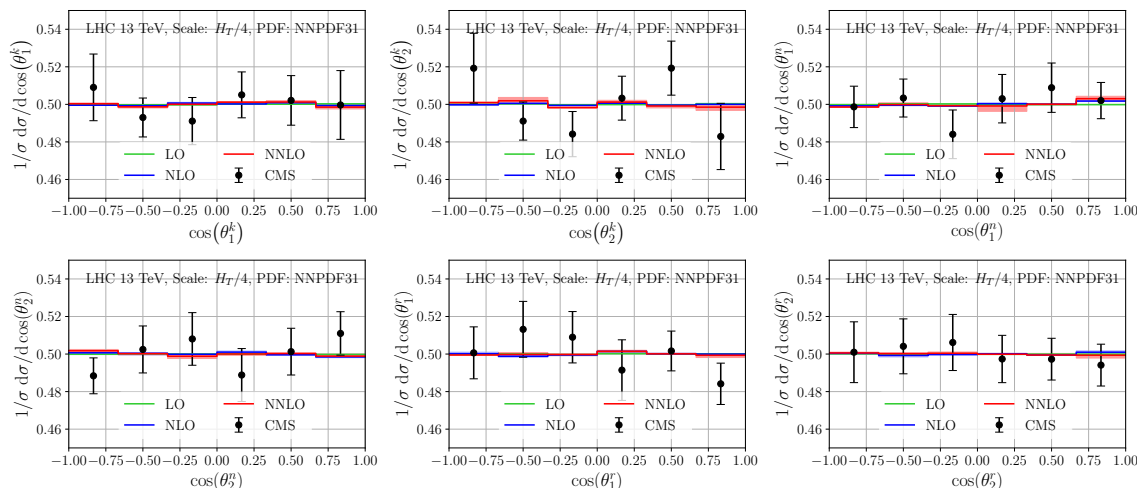 LHC 13 TeV, Scale: H_T/4, PDF: NNPDF31
1/σ dσ/d cos(θ_1^k)
0.54
0.52
0.50
0.48
0.46
LO
NLO
NNLO
CMS
−1.00 −0.75 −0.50 −0.25 0.00 0.25 0.50 0.75 1.00
cos(θ_1^k)
LHC 13 TeV, Scale: H_T/4, PDF: NNPDF31
1/σ dσ/d cos(θ_2^k)
0.54
0.52
0.50
0.48
0.46
LO
NLO
NNLO
CMS
−1.00 −0.75 −0.50 −0.25 0.00 0.25 0.50 0.75 1.00
cos(θ_2^k)
LHC 13 TeV, Scale: H_T/4, PDF: NNPDF31
1/σ dσ/d cos(θ_1^n)
0.54
0.52
0.50
0.48
0.46
LO
NLO
NNLO
CMS
−1.00 −0.75 −0.50 −0.25 0.00 0.25 0.50 0.75 1.00
cos(θ_1^n)
LHC 13 TeV, Scale: H_T/4, PDF: NNPDF31
1/σ dσ/d cos(θ_2^n)
0.54
0.52
0.50
0.48
0.46
LO
NLO
NNLO
CMS
−1.00 −0.75 −0.50 −0.25 0.00 0.25 0.50 0.75 1.00
cos(θ_2^n)
LHC 13 TeV, Scale: H_T/4, PDF: NNPDF31
1/σ dσ/d cos(θ_1^r)
0.54
0.52
0.50
0.48
0.46
LO
NLO
NNLO
CMS
−1.00 −0.75 −0.50 −0.25 0.00 0.25 0.50 0.75 1.00
cos(θ_1^r)
LHC 13 TeV, Scale: H_T/4, PDF: NNPDF31
1/σ dσ/d cos(θ_2^r)
0.54
0.52
0.50
0.48
0.46
LO
NLO
NNLO
CMS
−1.00 −0.75 −0.50 −0.25 0.00 0.25 0.50 0.75 1.00
cos(θ_2^r)